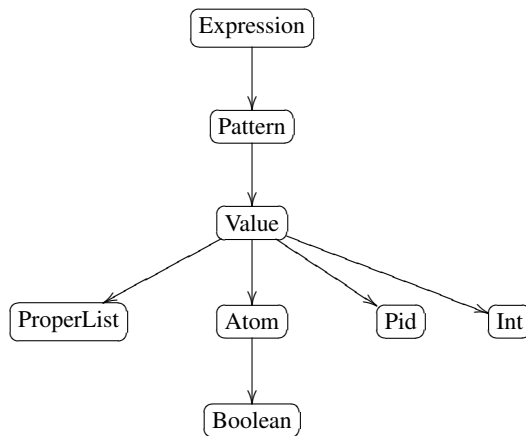 Expression
Pattern
Value
ProperList
Atom
Pid
Int
Boolean